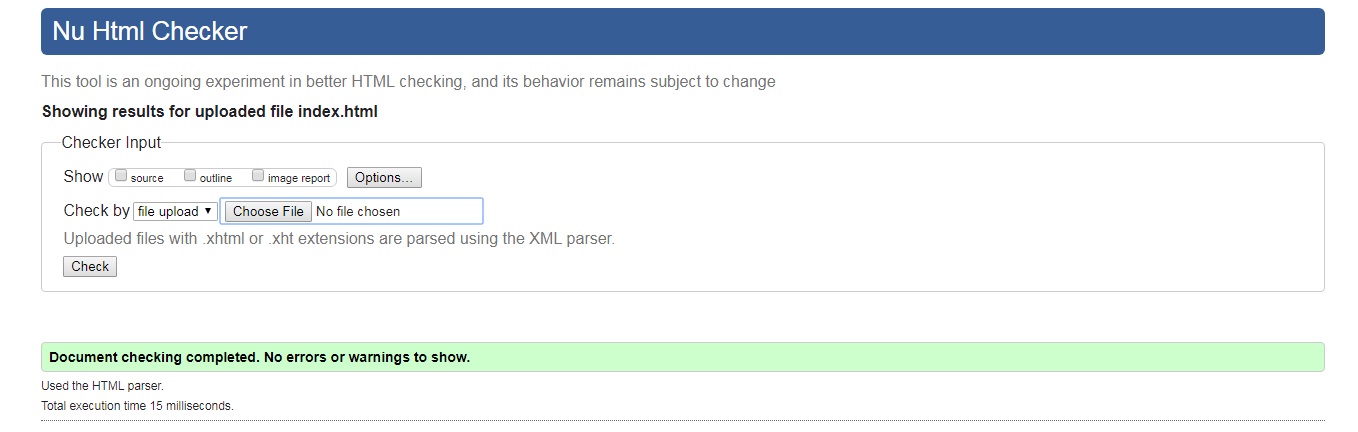 Nu Html Checker
This tool is an ongoing experiment in better HTML checking, and its behavior remains subject to change
Showing results for uploaded file index.html
Checker Input
Show source outline image report Options...
Check by file upload Choose File No file chosen
Uploaded files with .xhtml or .xht extensions are parsed using the XML parser.
Check
Document checking completed. No errors or warnings to show.
Used the HTML parser.
Total execution time 15 milliseconds.